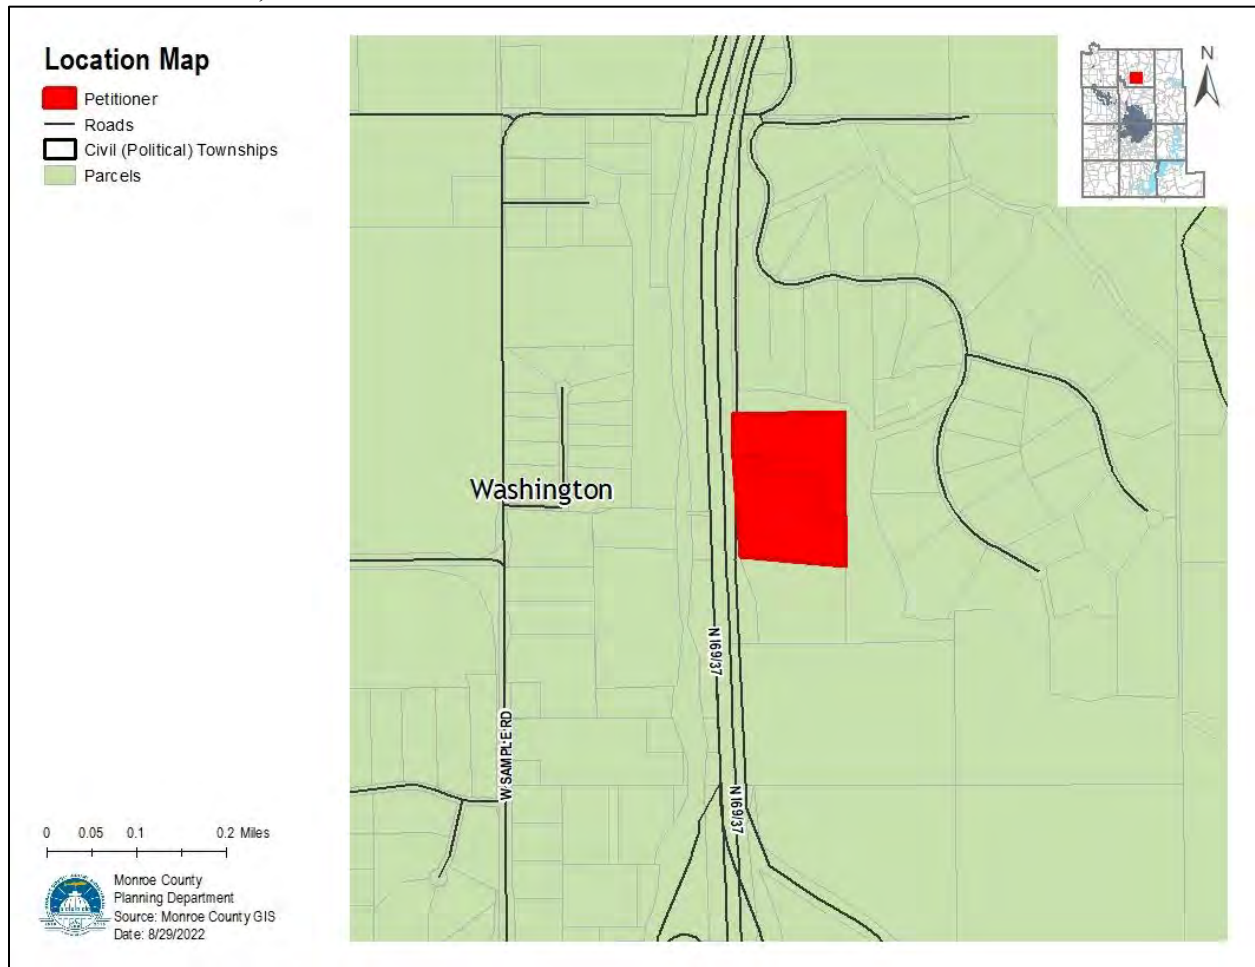 Location Map
Petitioner
Roads
Civil (Political) Townships
Parcels
N
Washington
N I69/37
W SAMPLE RD
N I69/37
0 0.05 0.1 0.2 Miles
Monroe County
Planning Department
Source: Monroe County GIS
Date: 8/29/2022